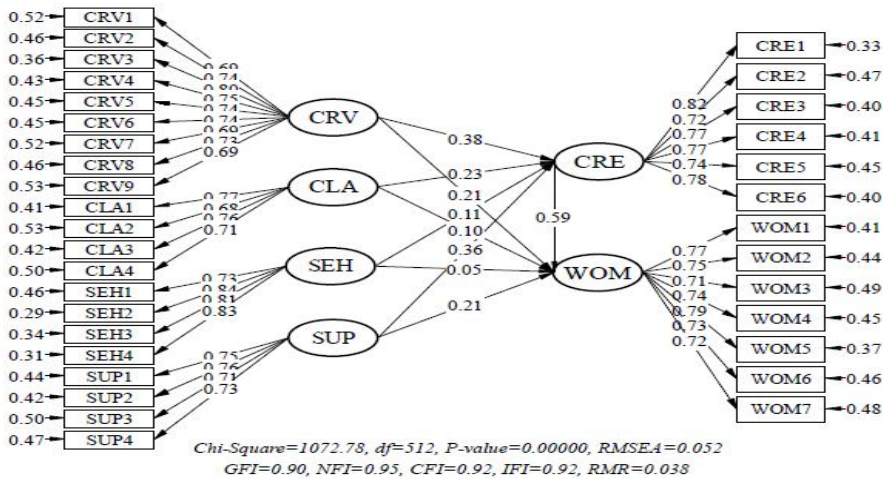 0.52 CRV1
0.46 CRV2
0.36 CRV3
0.43 CRV4
0.45 CRV5
0.45 CRV6
0.52 CRV7
0.46 CRV8
0.53 CRV9
0.41 CLA1
0.53 CLA2
0.42 CLA3
0.50 CLA4
0.46 SEH1
0.29 SEH2
0.34 SEH3
0.31 SEH4
0.44 SUP1
0.42 SUP2
0.50 SUP3
0.47 SUP4
0.69
0.74
0.80
0.75
0.74
0.74
0.69
0.73
0.69
0.77
0.68
0.76
0.71
0.73
0.84
0.81
0.83
0.75
0.76
0.71
0.73
CRV
CLA
SEH
SUP
0.38
0.23
0.21
0.11
0.10
0.36
0.05
0.21
0.59
CRE
WOM
0.82
0.72
0.77
0.77
0.74
0.78
0.77
0.75
0.71
0.74
0.79
0.73
0.72
CRE1 0.33
CRE2 0.47
CRE3 0.40
CRE4 0.41
CRE5 0.45
CRE6 0.40
WOM1 0.41
WOM2 0.44
WOM3 0.49
WOM4 0.45
WOM5 0.37
WOM6 0.46
WOM7 0.48
Chi-Square=1072.78, df=512, P-value=0.00000, RMSEA=0.052
GFI=0.90, NFI=0.95, CFI=0.92, IFI=0.92, RMR=0.038